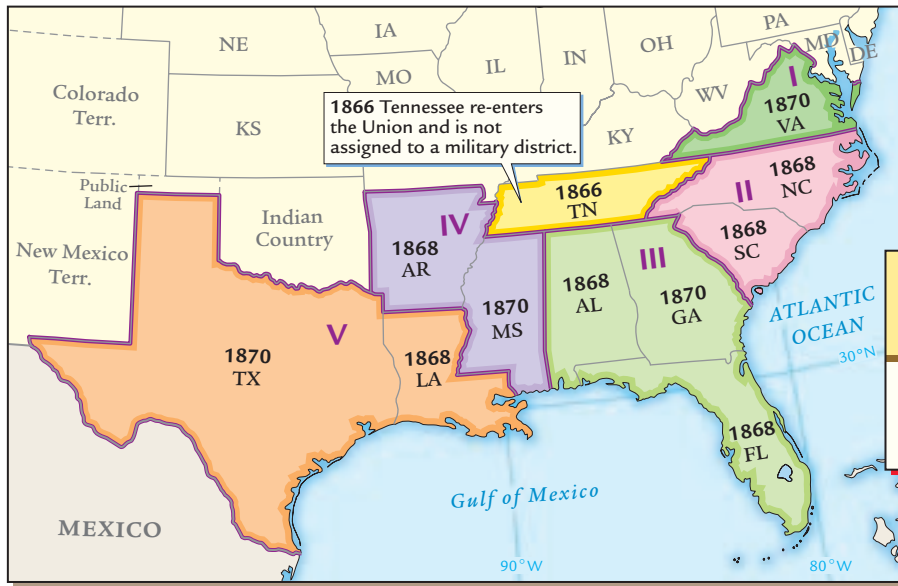 NE
IA
IL
IN
OH
PA
MD
DE
WV
Colorado
Terr.
KS
MO
KY
1866 Tennessee re-enters
the Union and is not
assigned to a military district.
I
1870
VA
Public
Land
Indian
Country
New Mexico
Terr.
IV
1868
AR
1866
TN
II
1868
NC
1868
SC
III
1868
AL
1870
GA
1870
MS
V
1870
TX
1868
LA
1868
FL
ATLANTIC
OCEAN
30°N
Gulf of Mexico
MEXICO
90°W
80°W